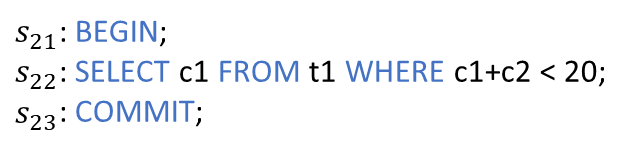 s₂₁: BEGIN;
s₂₂: SELECT c1 FROM t1 WHERE c1+c2 < 20;
s₂₃: COMMIT;